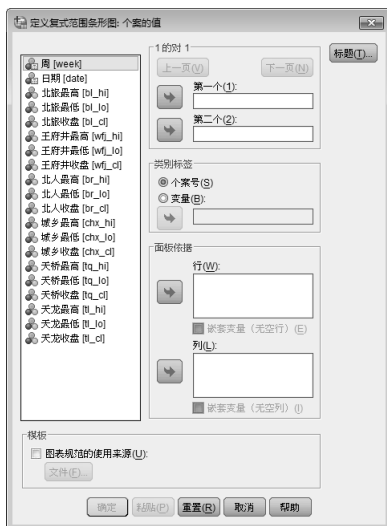 定义复式范围条形图: 个案的值
周 [week]
日期 [date]
北旅最高 [bl_hi]
北旅最低 [bl_lo]
北旅收盘 [bl_cl]
王府井最高 [wfj_hi]
王府井最低 [wfj_lo]
王府井收盘 [wfj_cl]
北人最高 [br_hi]
北人最低 [br_lo]
北人收盘 [br_cl]
城乡最高 [chx_hi]
城乡最低 [chx_lo]
城乡收盘 [chx_cl]
天桥最高 [tq_hi]
天桥最低 [tq_lo]
天桥收盘 [tq_cl]
天龙最高 [tl_hi]
天龙最低 [tl_lo]
天龙收盘 [tl_cl]
1的对 1
上一页(V)
下一页(N)
第一个(1):
第二个(2):
类别标签
个案号(S)
变量(B):
面板依据
行(W):
嵌套变量（无空行）(E)
列(L):
嵌套变量（无空列）(I)
标题(T)...
模板
图表规范的使用来源(U):
文件(F)...
确定
粘贴(P)
重置(R)
取消
帮助